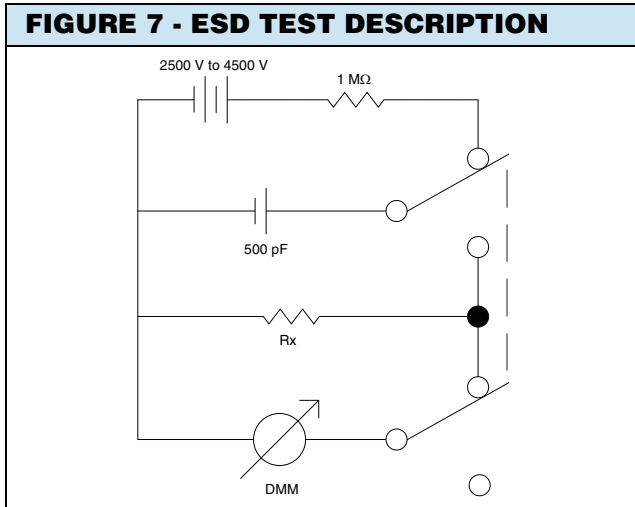 FIGURE 7 - ESD TEST DESCRIPTION
2500 V to 4500 V
1 MΩ
500 pF
Rx
DMM